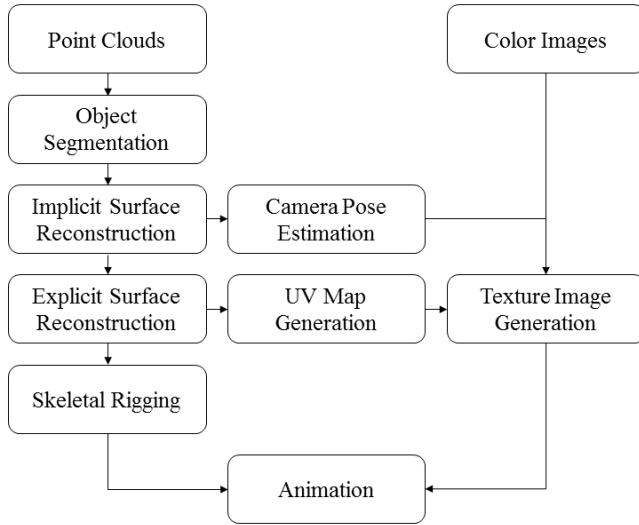 Point Clouds
Color Images
Object
Segmentation
Implicit Surface
Reconstruction
Camera Pose
Estimation
Explicit Surface
Reconstruction
UV Map
Generation
Texture Image
Generation
Skeletal Rigging
Animation